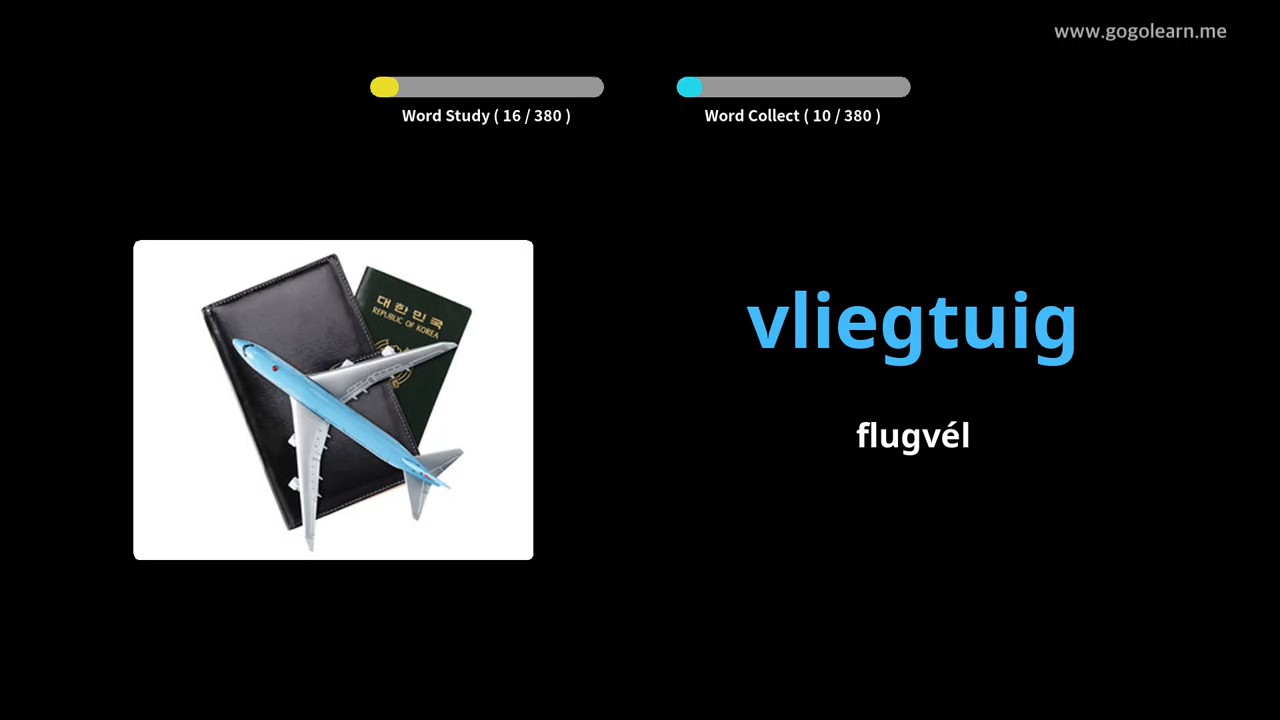 www.gogolearn.me
Word Study ( 16 / 380 )
Word Collect ( 10 / 380 )
대한민국
REPUBLIC OF KOREA
vliegtuig
flugvél